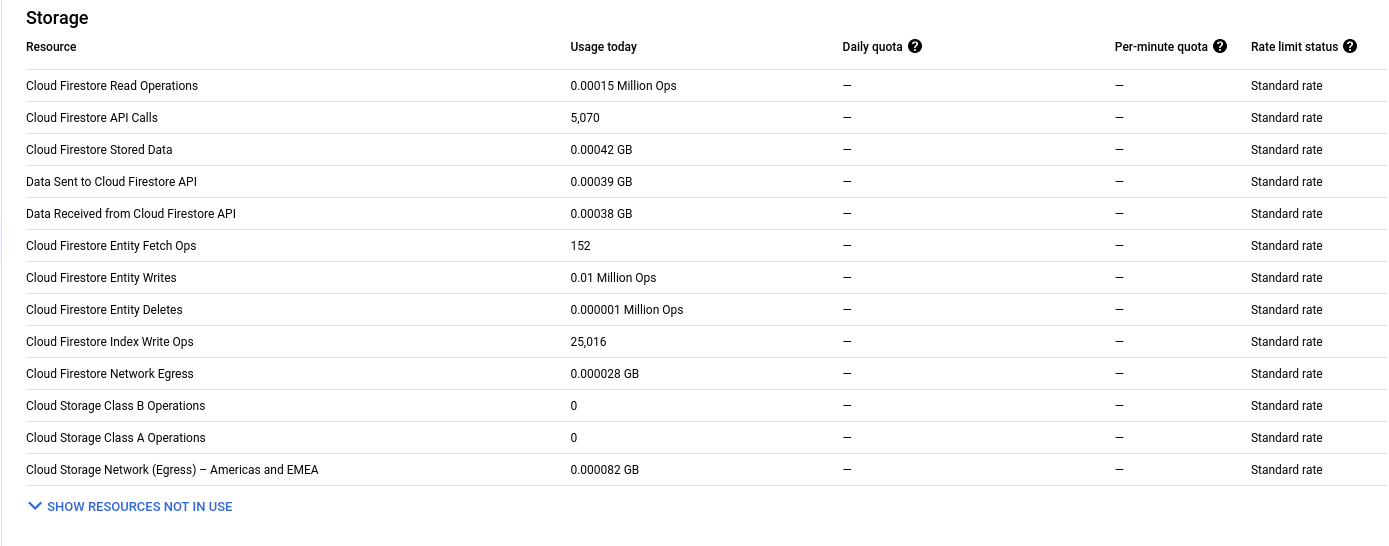 Storage
Resource Usage today Daily quota ? Per-minute quota ? Rate limit status ?
Cloud Firestore Read Operations 0.00015 Million Ops — — Standard rate
Cloud Firestore API Calls 5,070 — — Standard rate
Cloud Firestore Stored Data 0.00042 GB — — Standard rate
Data Sent to Cloud Firestore API 0.00039 GB — — Standard rate
Data Received from Cloud Firestore API 0.00038 GB — — Standard rate
Cloud Firestore Entity Fetch Ops 152 — — Standard rate
Cloud Firestore Entity Writes 0.01 Million Ops — — Standard rate
Cloud Firestore Entity Deletes 0.000001 Million Ops — — Standard rate
Cloud Firestore Index Write Ops 25,016 — — Standard rate
Cloud Firestore Network Egress 0.000028 GB — — Standard rate
Cloud Storage Class B Operations 0 — — Standard rate
Cloud Storage Class A Operations 0 — — Standard rate
Cloud Storage Network (Egress) – Americas and EMEA 0.000082 GB — — Standard rate
SHOW RESOURCES NOT IN USE